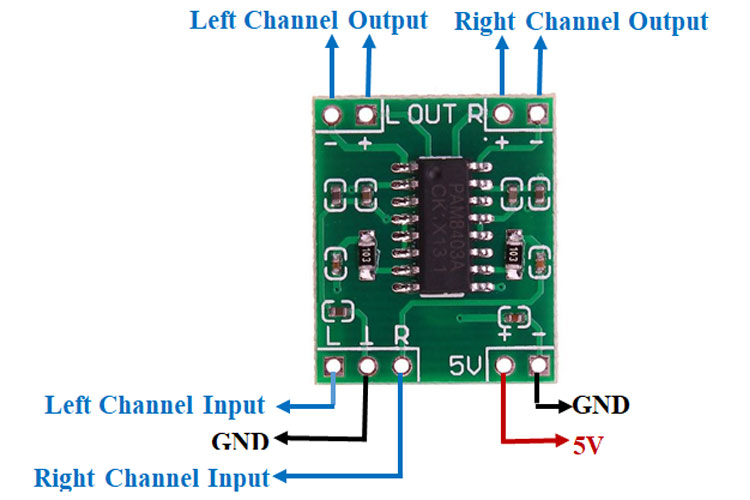 Left Channel Output
Right Channel Output
L OUT R
- +
+ -
PAM8403A
CK:X131
103
103
L ⊥ R
5V
+ -
Left Channel Input
GND
Right Channel Input
GND
5V